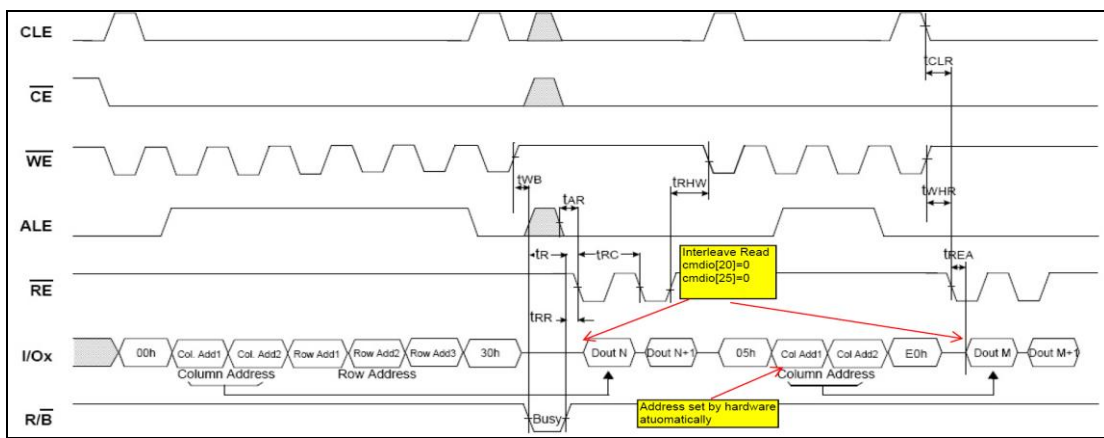 CLE
tCLR
CE
WE
tWB
tAR
tRHW
tWHR
ALE
tR
tRC
Interleave Read
cmdio[20]=0
cmdio[25]=0
tREA
RE
tRR
I/Ox
00h
Col. Add1
Col. Add2
Row Add1
Row Add2
Row Add3
30h
Dout N
Dout N+1
05h
Col Add1
Col Add2
E0h
Dout M
Dout M+1
Column Address
Row Address
Column Address
R/B
Busy
Address set by hardware
atuomatically